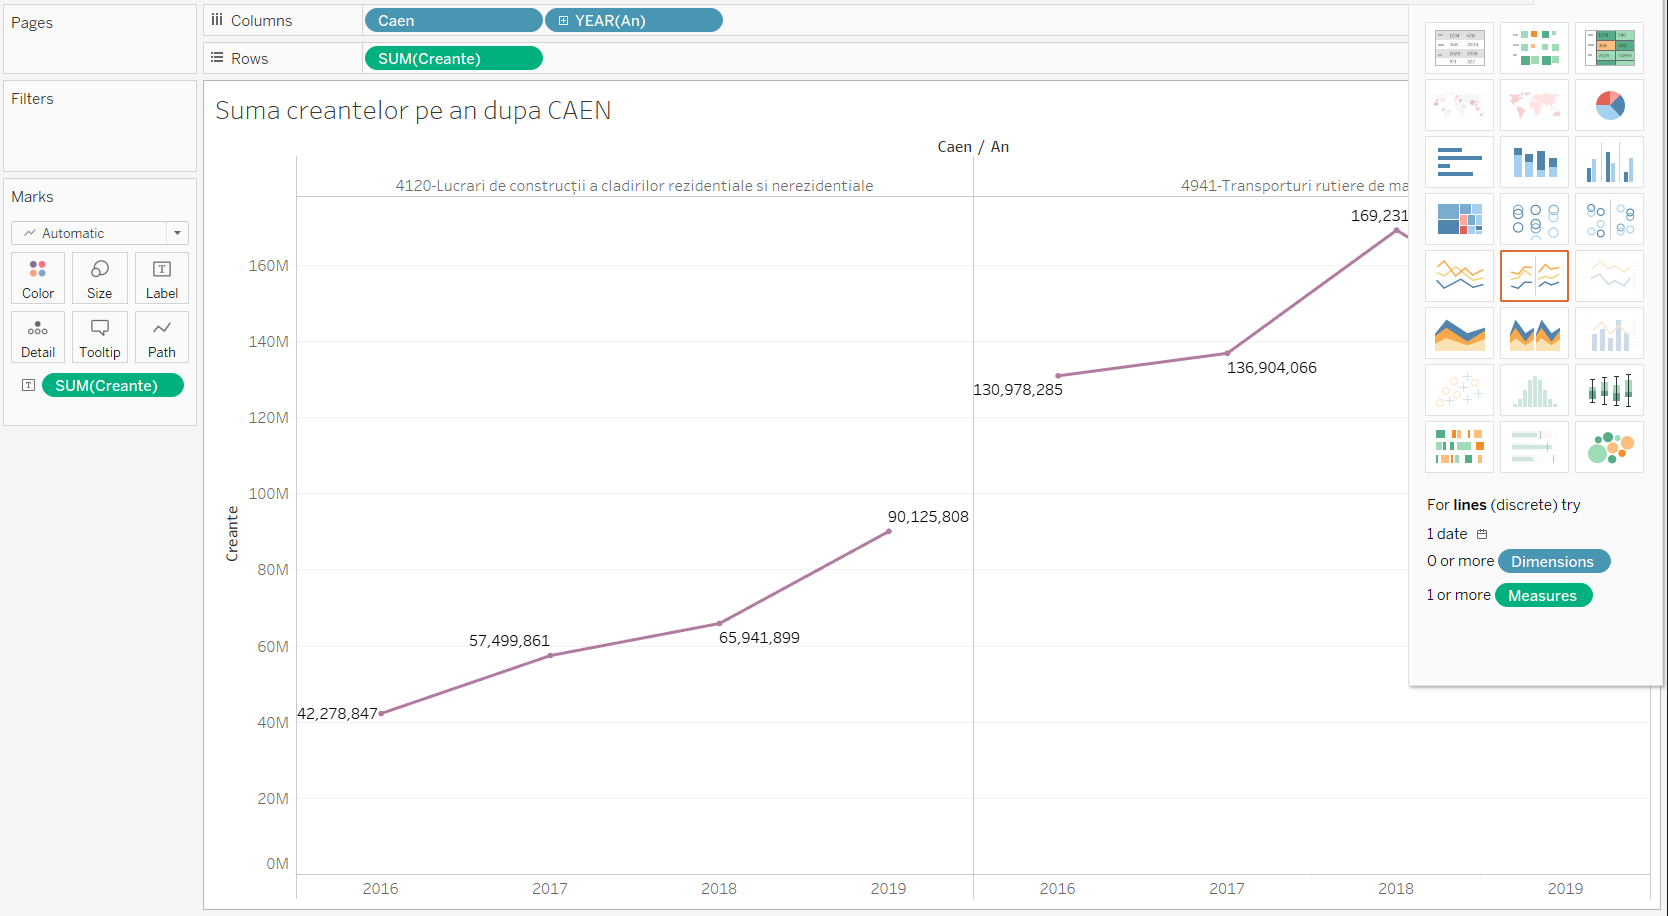 Pages
Columns
Caen
YEAR(An)
Rows
SUM(Creante)
Filters
Marks
Automatic
Color
Size
Label
Detail
Tooltip
Path
SUM(Creante)
Suma creantelor pe an dupa CAEN
Caen / An
4120-Lucrari de construcții a cladirilor rezidentiale si nerezidentiale
4941-Transporturi rutiere de ma
Creante
160M
140M
120M
100M
80M
60M
40M
20M
0M
42,278,847
57,499,861
65,941,899
90,125,808
130,978,285
136,904,066
169,231
2016
2017
2018
2019
2016
2017
2018
2019
For lines (discrete) try
1 date
0 or more Dimensions
1 or more Measures